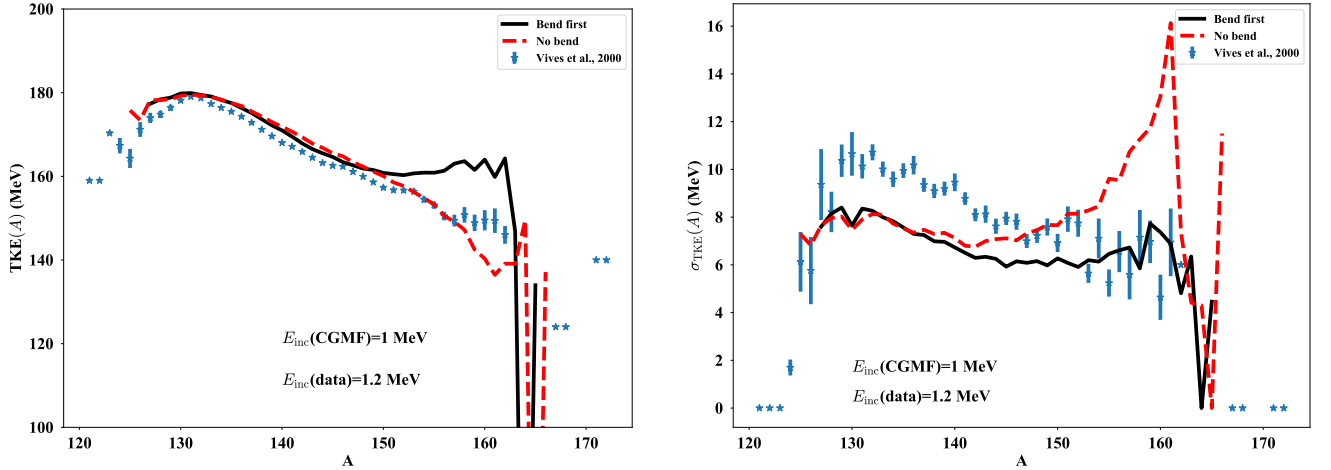 200
180
160
140
120
100
120
130
140
150
160
170
A
TKE(A) (MeV)
Bend first
No bend
Vives et al., 2000
E_inc(CGMF)=1 MeV
E_inc(data)=1.2 MeV
16
14
12
10
8
6
4
2
0
120
130
140
150
160
170
A
σ_TKE(A) (MeV)
Bend first
No bend
Vives et al., 2000
E_inc(CGMF)=1 MeV
E_inc(data)=1.2 MeV